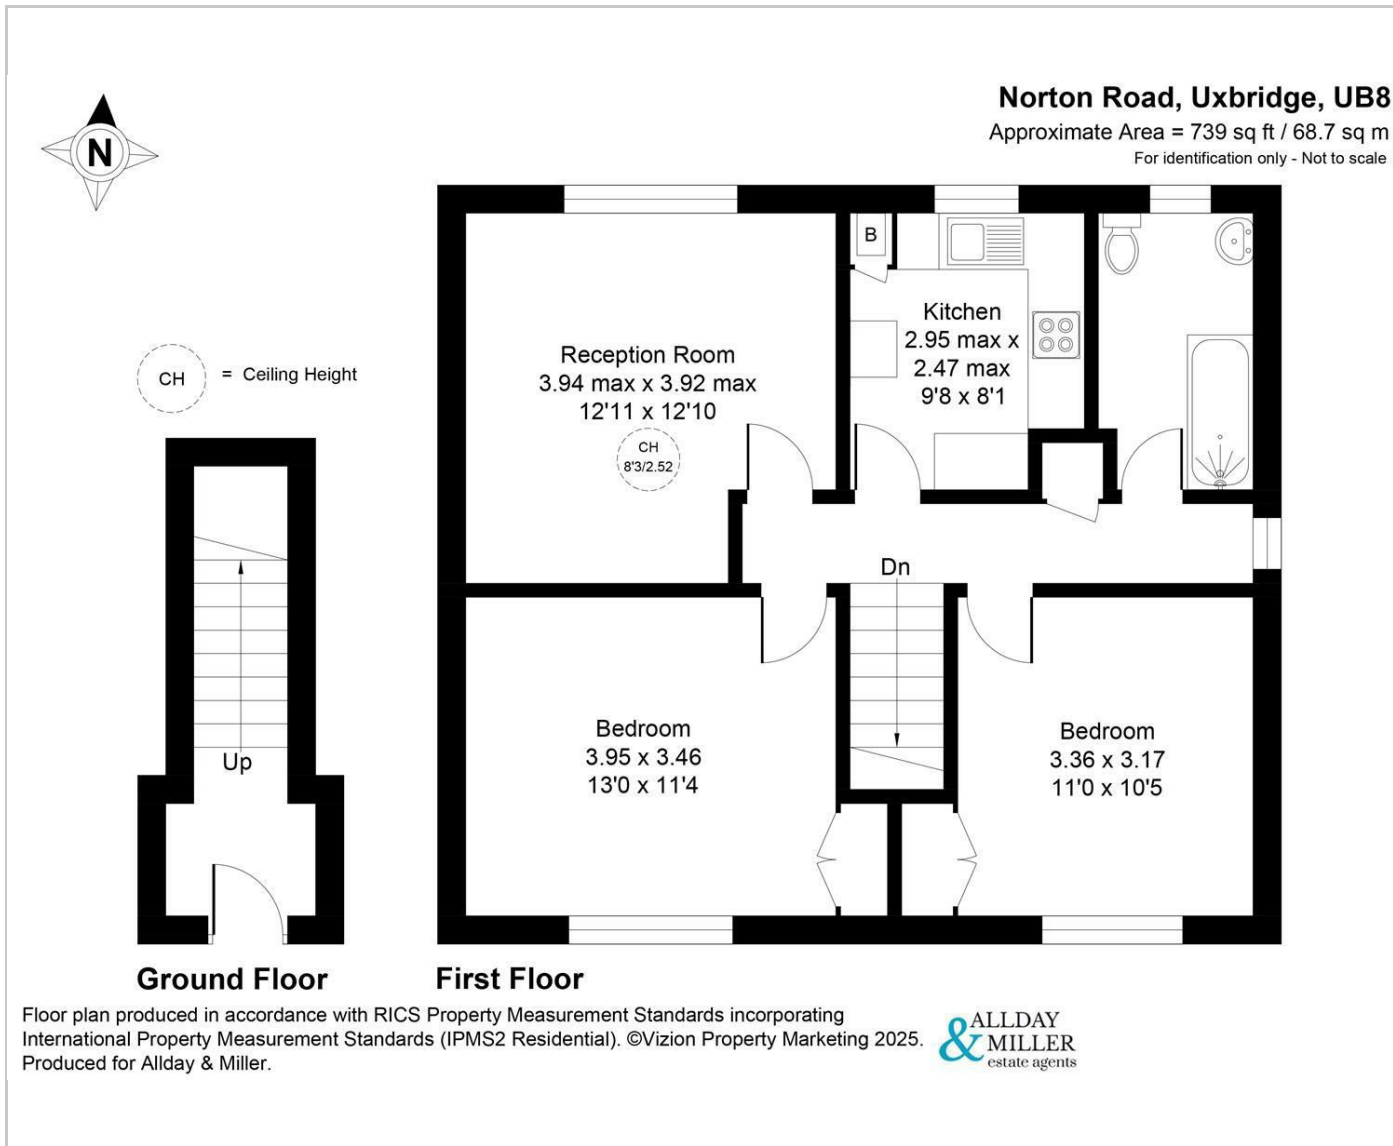 N
Norton Road, Uxbridge, UB8
Approximate Area = 739 sq ft / 68.7 sq m
For identification only - Not to scale
CH = Ceiling Height
Reception Room
3.94 max x 3.92 max
12'11 x 12'10
CH
8'3/2.52
B
Kitchen
2.95 max x
2.47 max
9'8 x 8'1
Dn
Up
Bedroom
3.95 x 3.46
13'0 x 11'4
Bedroom
3.36 x 3.17
11'0 x 10'5
Ground Floor
First Floor
Floor plan produced in accordance with RICS Property Measurement Standards incorporating
International Property Measurement Standards (IPMS2 Residential). ©Vizion Property Marketing 2025.
Produced for Allday & Miller.
ALLDAY
& MILLER
estate agents